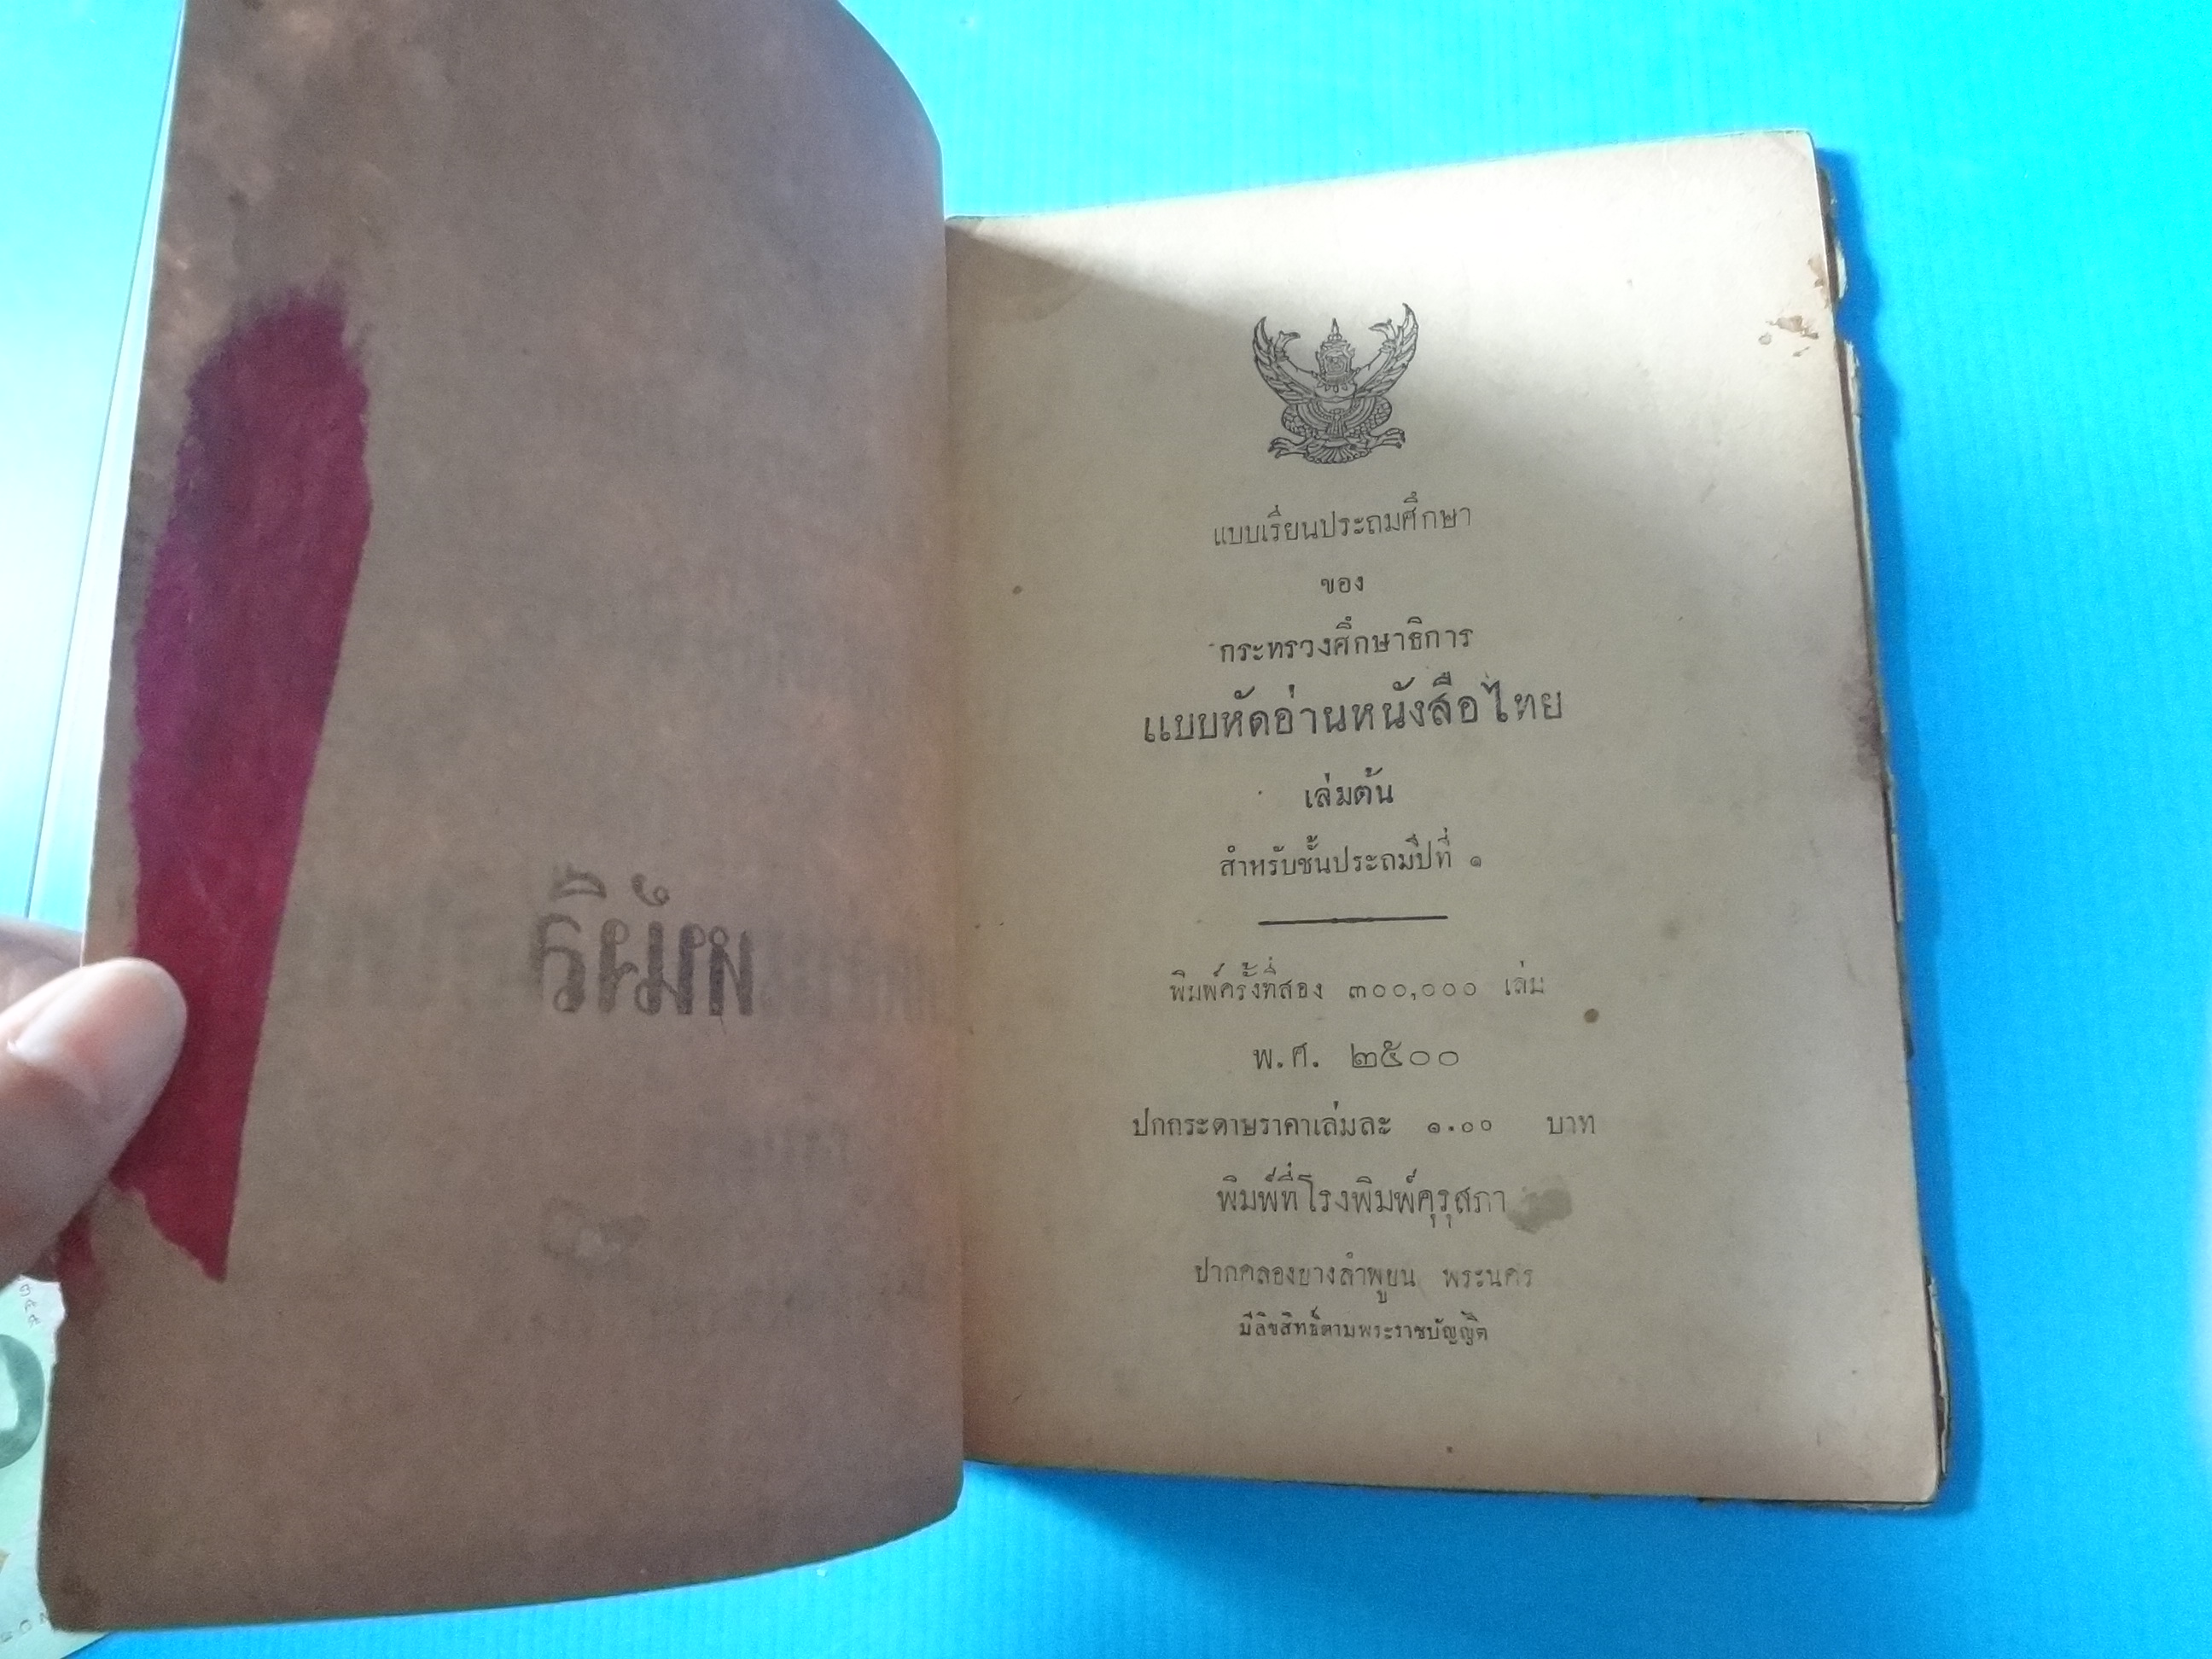 แบบเรียนประถมศึกษา
ของ
กระทรวงศึกษาธิการ
แบบหัดอ่านหนังสือไทย
เล่มต้น
สำหรับชั้นประถมปีที่ ๑
พิมพ์ครั้งที่สอง ๓๐๐,๐๐๐ เล่ม
พ.ศ. ๒๕๐๐
ปกกระดาษราคาเล่มละ ๑.๐๐ บาท
พิมพ์ที่โรงพิมพ์คุรุสภา
ปากคลองบางลำพูบน พระนคร
มีลิขสิทธิ์ตามพระราชบัญญัติ